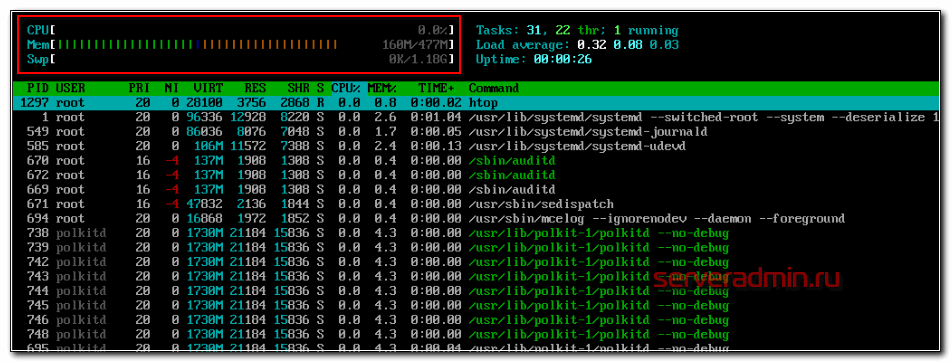 CPU[ 0.0%] Tasks: 31, 22 thr; 1 running
Mem[||||||||||||||||||||||||||||||||||||||| 160M/477M] Load average: 0.32 0.08 0.03
Swp[ 0K/1.18G] Uptime: 00:00:26
PID USER PRI NI VIRT RES SHR S CPU% MEM% TIME+ Command
1297 root 20 0 28100 3756 2868 R 0.0 0.8 0:00.02 htop
1 root 20 0 96336 12928 8220 S 0.0 2.6 0:01.04 /usr/lib/systemd/systemd --switched-root --system --deserialize 1
549 root 20 0 86036 8076 7048 S 0.0 1.7 0:00.05 /usr/lib/systemd/systemd-journald
585 root 20 0 106M 11572 7388 S 0.0 2.4 0:00.13 /usr/lib/systemd/systemd-udevd
670 root 16 -4 137M 1908 1308 S 0.0 0.4 0:00.00 /sbin/auditd
672 root 16 -4 137M 1908 1308 S 0.0 0.4 0:00.00 /sbin/auditd
669 root 16 -4 137M 1908 1308 S 0.0 0.4 0:00.00 /sbin/auditd
671 root 16 -4 47832 2136 1844 S 0.0 0.4 0:00.00 /usr/sbin/sedispatch
694 root 20 0 16868 1972 1852 S 0.0 0.4 0:00.00 /usr/sbin/mcelog --ignorenodev --daemon --foreground
738 polkitd 20 0 1730M 21184 15836 S 0.0 4.3 0:00.00 /usr/lib/polkit-1/polkitd --no-debug
739 polkitd 20 0 1730M 21184 15836 S 0.0 4.3 0:00.00 /usr/lib/polkit-1/polkitd --no-debug
742 polkitd 20 0 1730M 21184 15836 S 0.0 4.3 0:00.00 /usr/lib/polkit-1/polkitd --no-debug
743 polkitd 20 0 1730M 21184 15836 S 0.0 4.3 0:00.00 /usr/lib/polkit-1/polkitd --no-debug
serveradmin.ru
744 polkitd 20 0 1730M 21184 15836 S 0.0 4.3 0:00.00 /usr/lib/polkit-1/polkitd --no-debug
745 polkitd 20 0 1730M 21184 15836 S 0.0 4.3 0:00.00 /usr/lib/polkit-1/polkitd --no-debug
746 polkitd 20 0 1730M 21184 15836 S 0.0 4.3 0:00.00 /usr/lib/polkit-1/polkitd --no-debug
748 polkitd 20 0 1730M 21184 15836 S 0.0 4.3 0:00.00 /usr/lib/polkit-1/polkitd --no-debug
695 polkitd 20 0 1730M 21184 15836 S 0.0 4.3 0:00.04 /usr/lib/polkit-1/polkitd --no-debug